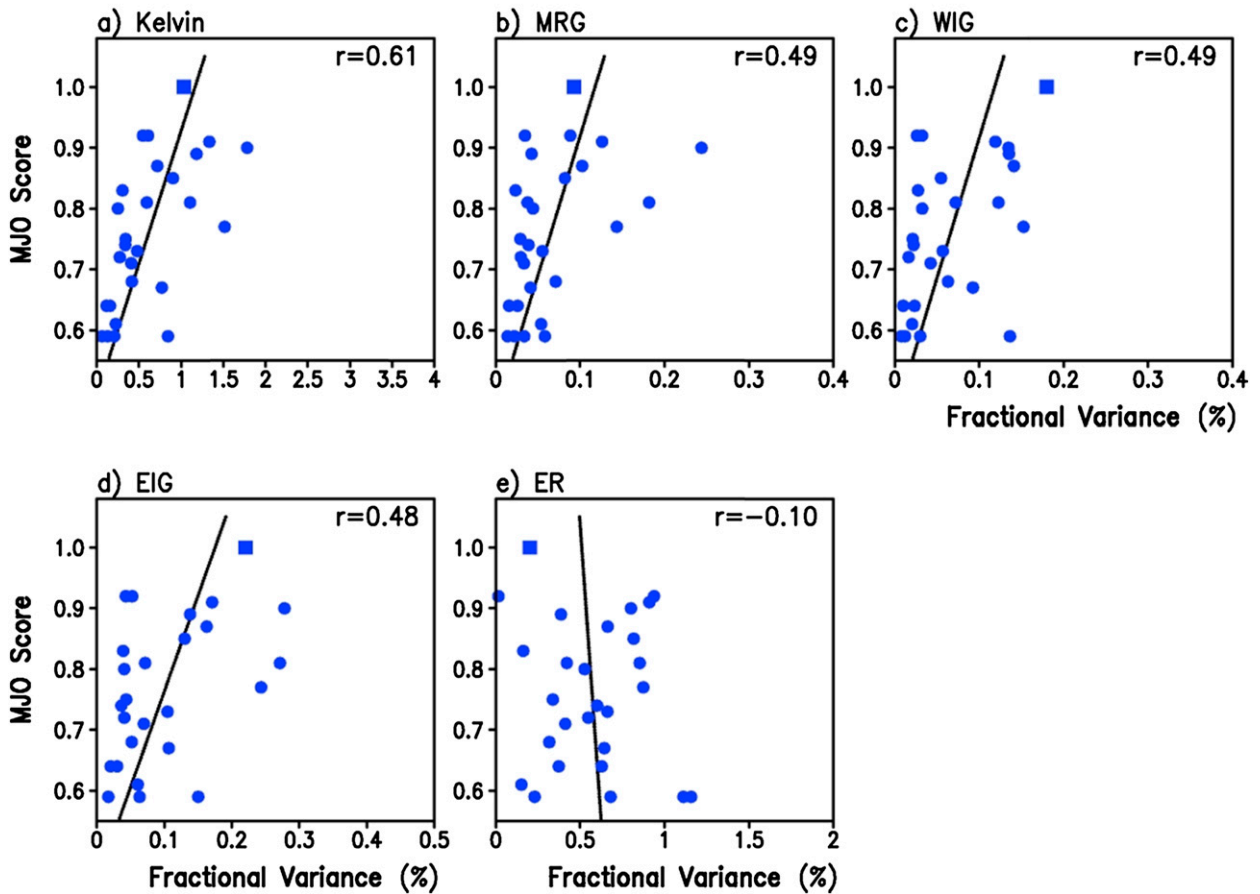 a) Kelvin
r=0.61
MJO Score
1.0
0.9
0.8
0.7
0.6
0 0.5 1 1.5 2 2.5 3 3.5 4
b) MRG
r=0.49
1.0
0.9
0.8
0.7
0.6
0 0.1 0.2 0.3 0.4
c) WIG
r=0.49
1.0
0.9
0.8
0.7
0.6
0 0.1 0.2 0.3 0.4
Fractional Variance (%)
d) EIG
r=0.48
MJO Score
1.0
0.9
0.8
0.7
0.6
0 0.1 0.2 0.3 0.4 0.5
Fractional Variance (%)
e) ER
r=−0.10
1.0
0.9
0.8
0.7
0.6
0 0.5 1 1.5 2
Fractional Variance (%)